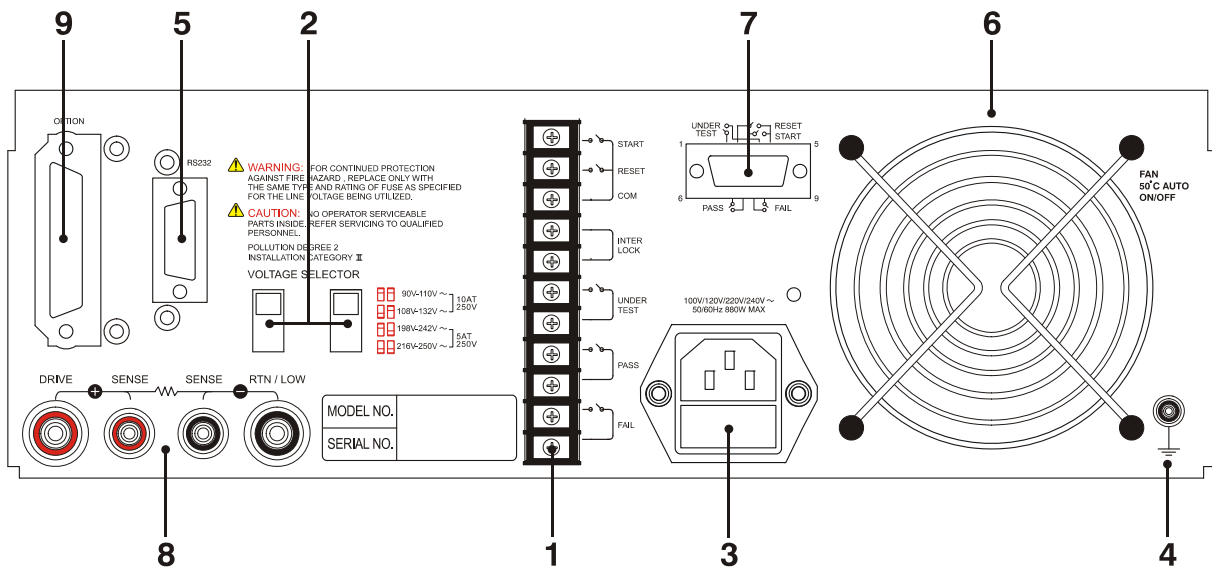 9
5
2
7
6
OPTION
RS232
WARNING: FOR CONTINUED PROTECTION
AGAINST FIRE HAZARD , REPLACE ONLY WITH
THE SAME TYPE AND RATING OF FUSE AS SPECIFIED
FOR THE LINE VOLTAGE BEING UTILIZED.
CAUTION: NO OPERATOR SERVICEABLE
PARTS INSIDE. REFER SERVICING TO QUALIFIED
PERSONNEL.
POLLUTION DEGREE 2
INSTALLATION CATEGORY II
VOLTAGE SELECTOR
90V-110V ~
108V-132V ~
10AT
250V
198V-242V ~
216V-250V ~
5AT
250V
DRIVE
+
SENSE
SENSE
−
RTN / LOW
MODEL NO.
SERIAL NO.
START
RESET
COM
INTER
LOCK
UNDER
TEST
PASS
FAIL
UNDER
TEST
RESET
START
1
5
6
9
PASS
FAIL
100V/120V/220V/240V ~
50/60Hz 880W MAX
FAN
50°C AUTO
ON/OFF
8
1
3
4